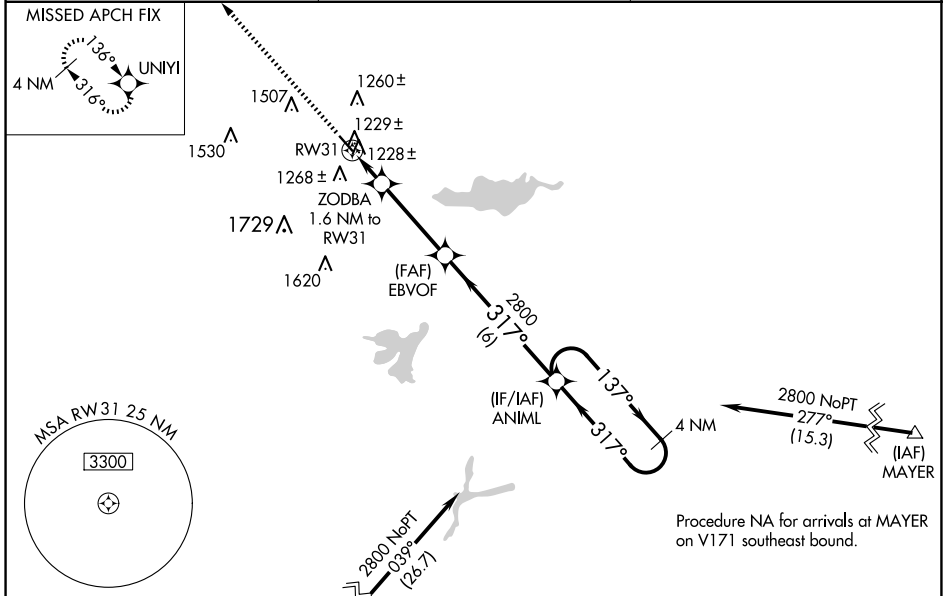 MISSED APCH FIX
136°
UNIYI
4 NM
316°
1507
1260 ±
1530
1229 ±
RW31
1228 ±
1268 ±
ZODBA
1.6 NM to
RW31
1729
1620
(FAF)
EBVOF
2800
317°
(6)
(IF/IAF)
ANIML
137°
317°
4 NM
2800 NoPT
277°
(15.3)
(IAF)
MAYER
MSA RW31 25 NM
3300
2800 NoPT
039°
(26.7)
Procedure NA for arrivals at MAYER
on V171 southeast bound.